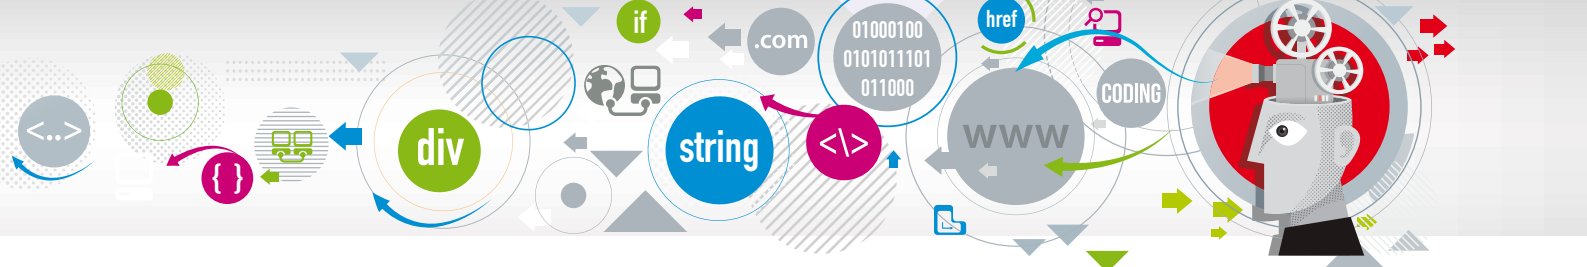 <..>
{ }
div
if
string
.com
<\>
01000100
0101011101
011000
href
www
CODING